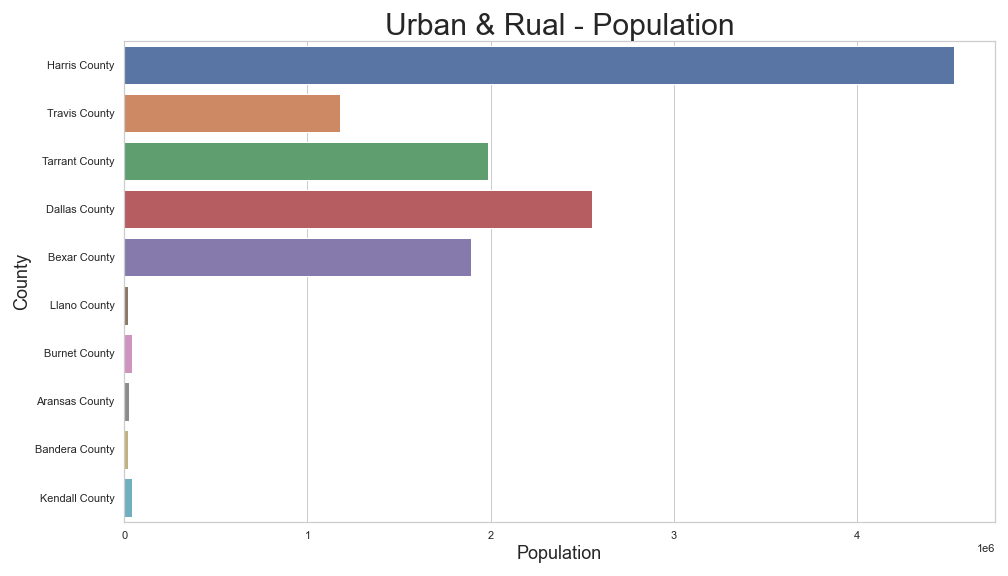 Urban & Rual - Population
Harris County
Travis County
Tarrant County
Dallas County
Bexar County
Llano County
Burnet County
Aransas County
Bandera County
Kendall County
County
0 1 2 3 4
1e6
Population